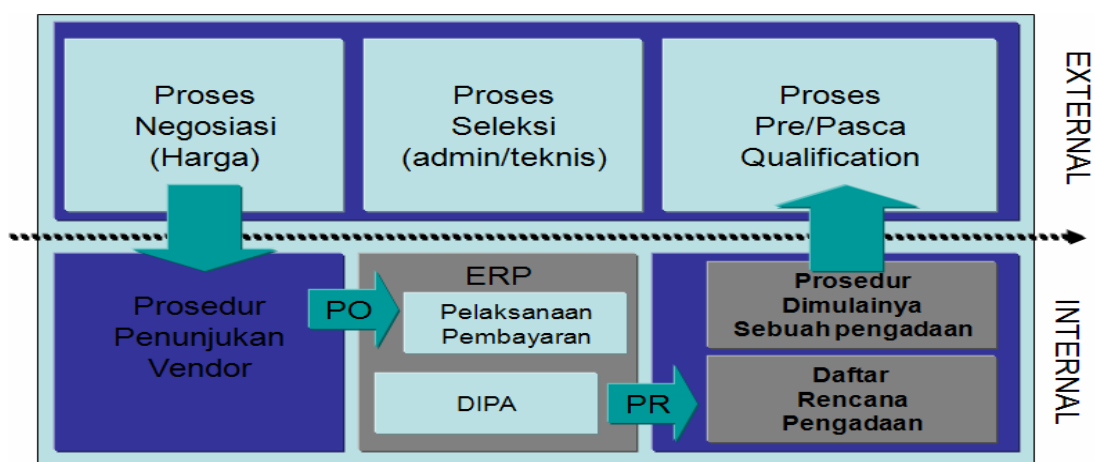 Proses
Negosiasi
(Harga)
Proses
Seleksi
(admin/teknis)
Proses
Pre/Pasca
Qualification
EXTERNAL
Prosedur
Penunjukan
Vendor
PO
ERP
Pelaksanaan
Pembayaran
DIPA
PR
Prosedur
Dimulainya
Sebuah pengadaan
Daftar
Rencana
Pengadaan
INTERNAL